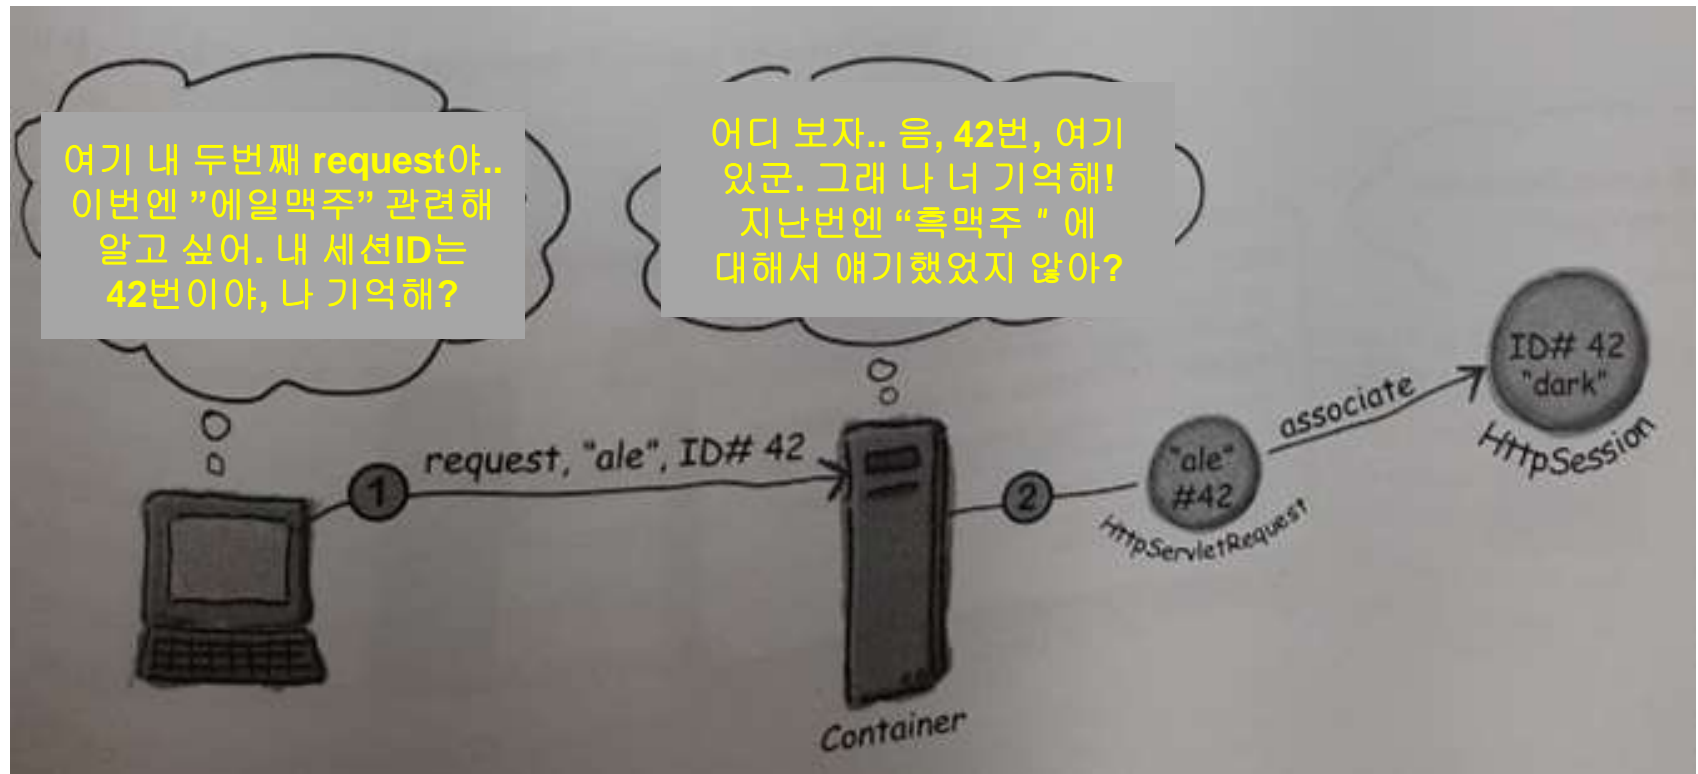 여기 내 두번째 request야..
이번엔 ”에일맥주” 관련해
알고 싶어. 내 세션ID는
42번이야, 나 기억해?
어디 보자.. 음, 42번, 여기
있군. 그래 나 너 기억해!
지난번엔 “흑맥주 " 에
대해서 얘기했었지 않아?
request, "ale", ID# 42
1
Container
2
"ale"
#42
HttpServletRequest
associate
ID# 42
"dark"
HttpSession